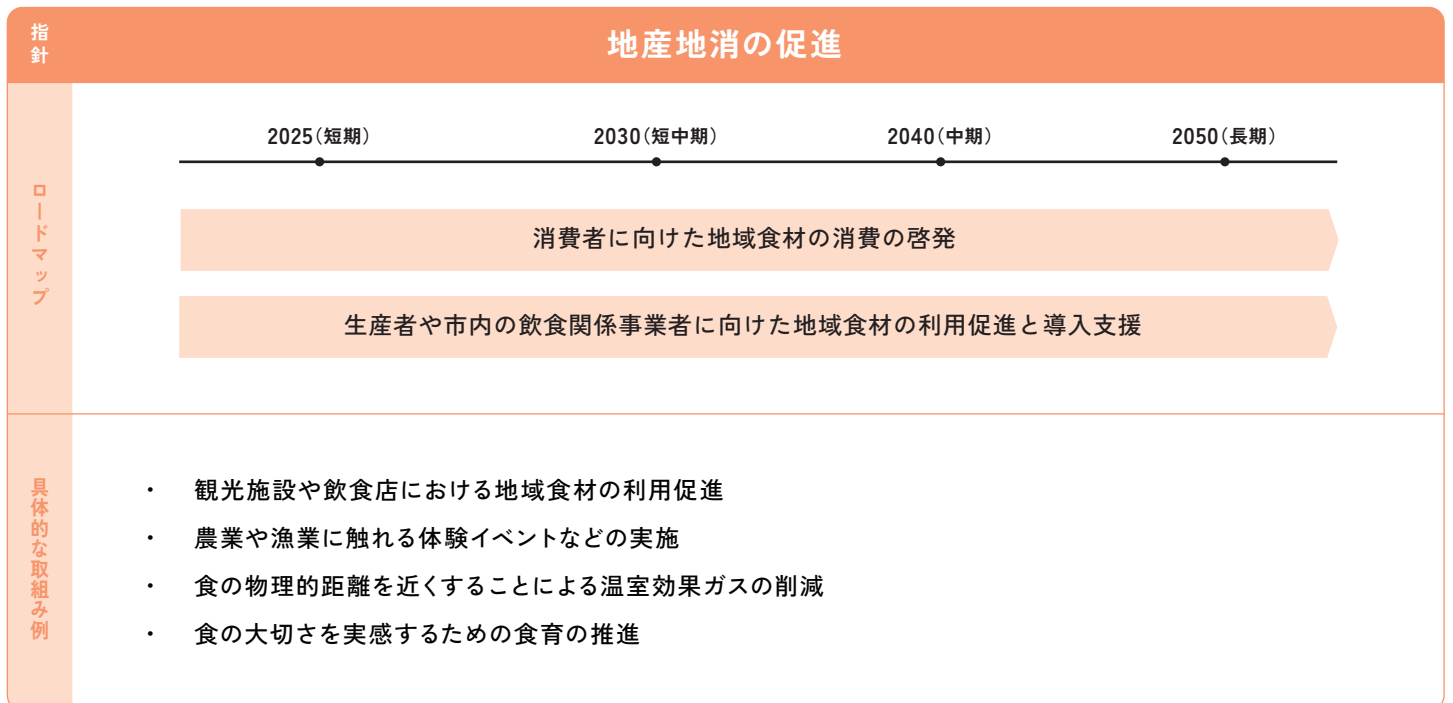 指針
地産地消の促進
ロードマップ
2025（短期）
2030（短中期）
2040（中期）
2050（長期）
消費者に向けた地域食材の消費の啓発
生産者や市内の飲食関係事業者に向けた地域食材の利用促進と導入支援
具体的な取組み例
・ 観光施設や飲食店における地域食材の利用促進
・ 農業や漁業に触れる体験イベントなどの実施
・ 食の物理的距離を近くすることによる温室効果ガスの削減
・ 食の大切さを実感するための食育の推進